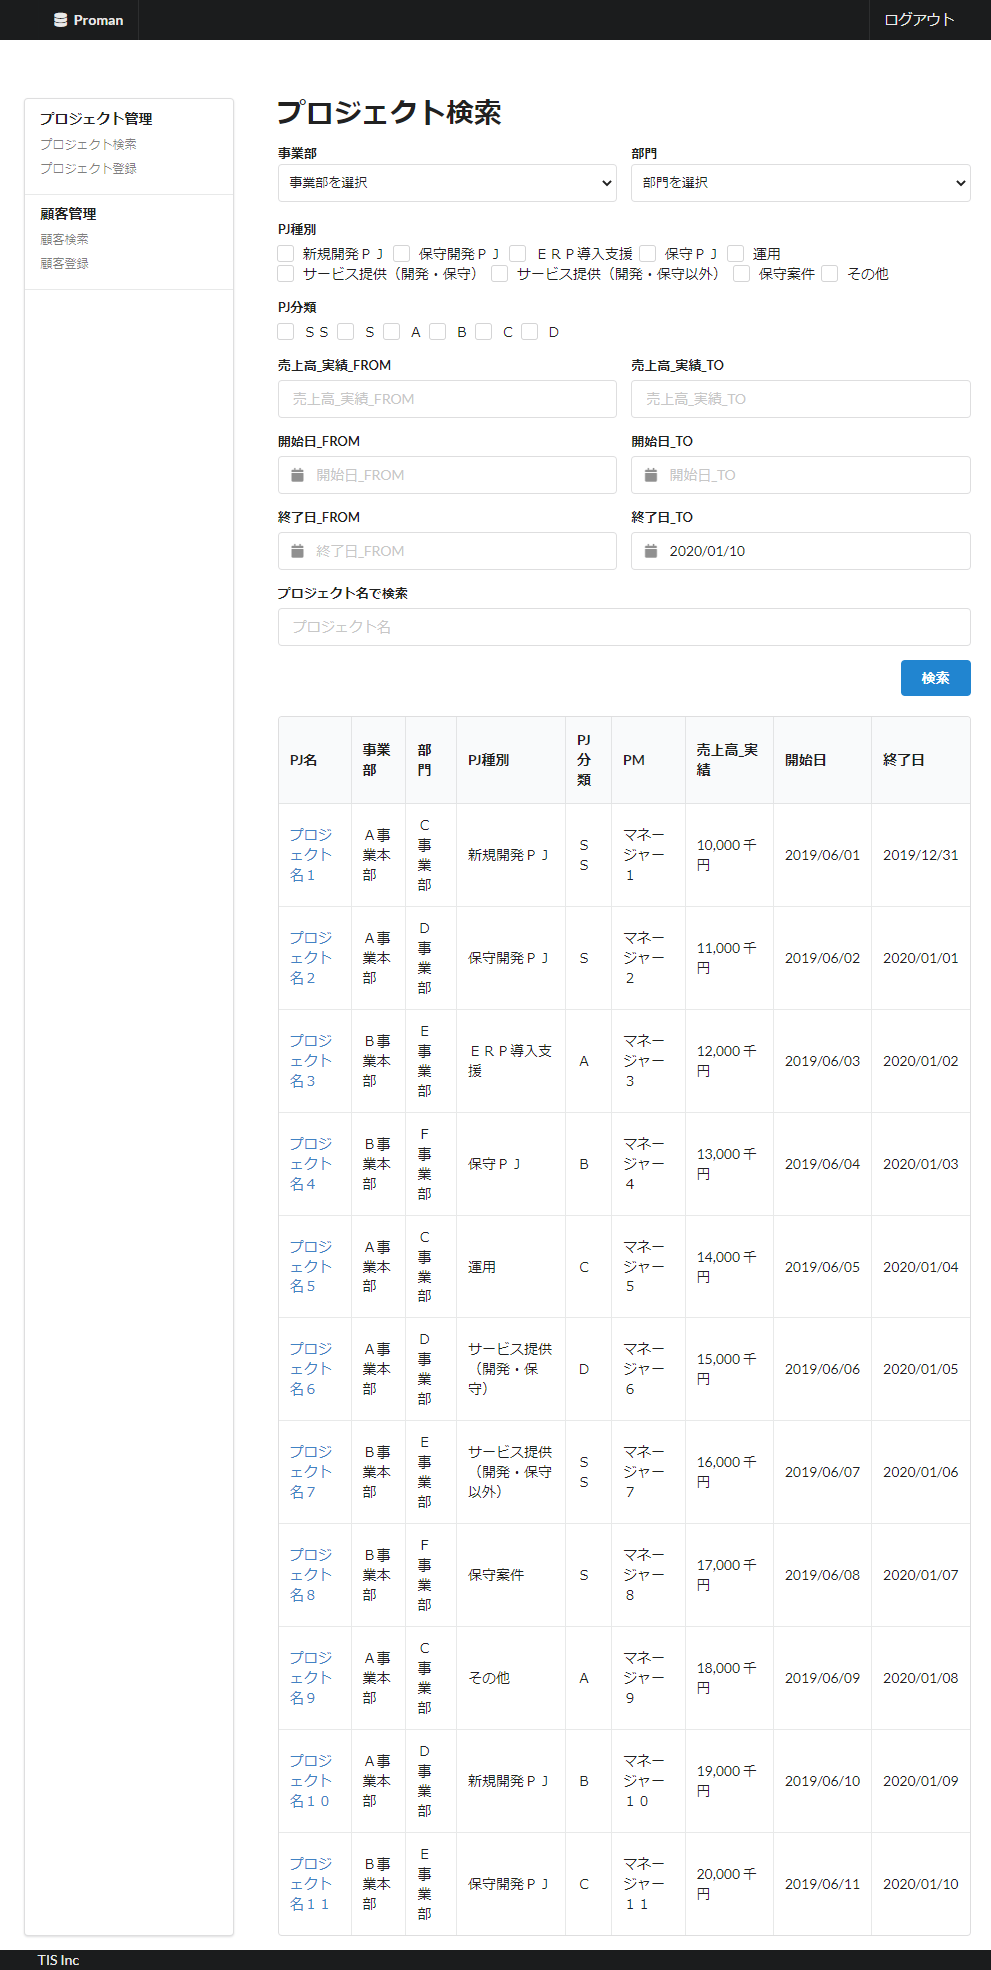 Proman
ログアウト
プロジェクト管理
プロジェクト検索
プロジェクト登録
顧客管理
顧客検索
顧客登録
プロジェクト検索
事業部
部門
事業部を選択
部門を選択
PJ種別
新規開発ＰＪ 保守開発ＰＪ ＥＲＰ導入支援 保守ＰＪ 運用
サービス提供（開発・保守） サービス提供（開発・保守以外） 保守案件 その他
PJ分類
ＳＳ Ｓ Ａ Ｂ Ｃ Ｄ
売上高_実績_FROM
売上高_実績_TO
売上高_実績_FROM
売上高_実績_TO
開始日_FROM
開始日_TO
開始日_FROM
開始日_TO
終了日_FROM
終了日_TO
終了日_FROM
2020/01/10
プロジェクト名で検索
プロジェクト名
検索
PJ名 事業部 部門 PJ種別 PJ分類 PM 売上高_実績 開始日 終了日
プロジェクト名１ Ａ事業本部 Ｃ事業部 新規開発ＰＪ ＳＳ マネージャー１ 10,000 千円 2019/06/01 2019/12/31
プロジェクト名２ Ａ事業本部 Ｄ事業部 保守開発ＰＪ Ｓ マネージャー２ 11,000 千円 2019/06/02 2020/01/01
プロジェクト名３ Ｂ事業本部 Ｅ事業部 ＥＲＰ導入支援 Ａ マネージャー３ 12,000 千円 2019/06/03 2020/01/02
プロジェクト名４ Ｂ事業本部 Ｆ事業部 保守ＰＪ Ｂ マネージャー４ 13,000 千円 2019/06/04 2020/01/03
プロジェクト名５ Ａ事業本部 Ｃ事業部 運用 Ｃ マネージャー５ 14,000 千円 2019/06/05 2020/01/04
プロジェクト名６ Ａ事業本部 Ｄ事業部 サービス提供（開発・保守） Ｄ マネージャー６ 15,000 千円 2019/06/06 2020/01/05
プロジェクト名７ Ｂ事業本部 Ｅ事業部 サービス提供（開発・保守以外） ＳＳ マネージャー７ 16,000 千円 2019/06/07 2020/01/06
プロジェクト名８ Ｂ事業本部 Ｆ事業部 保守案件 Ｓ マネージャー８ 17,000 千円 2019/06/08 2020/01/07
プロジェクト名９ Ａ事業本部 Ｃ事業部 その他 Ａ マネージャー９ 18,000 千円 2019/06/09 2020/01/08
プロジェクト名１０ Ａ事業本部 Ｄ事業部 新規開発ＰＪ Ｂ マネージャー１０ 19,000 千円 2019/06/10 2020/01/09
プロジェクト名１１ Ｂ事業本部 Ｅ事業部 保守開発ＰＪ Ｃ マネージャー１１ 20,000 千円 2019/06/11 2020/01/10
TIS Inc